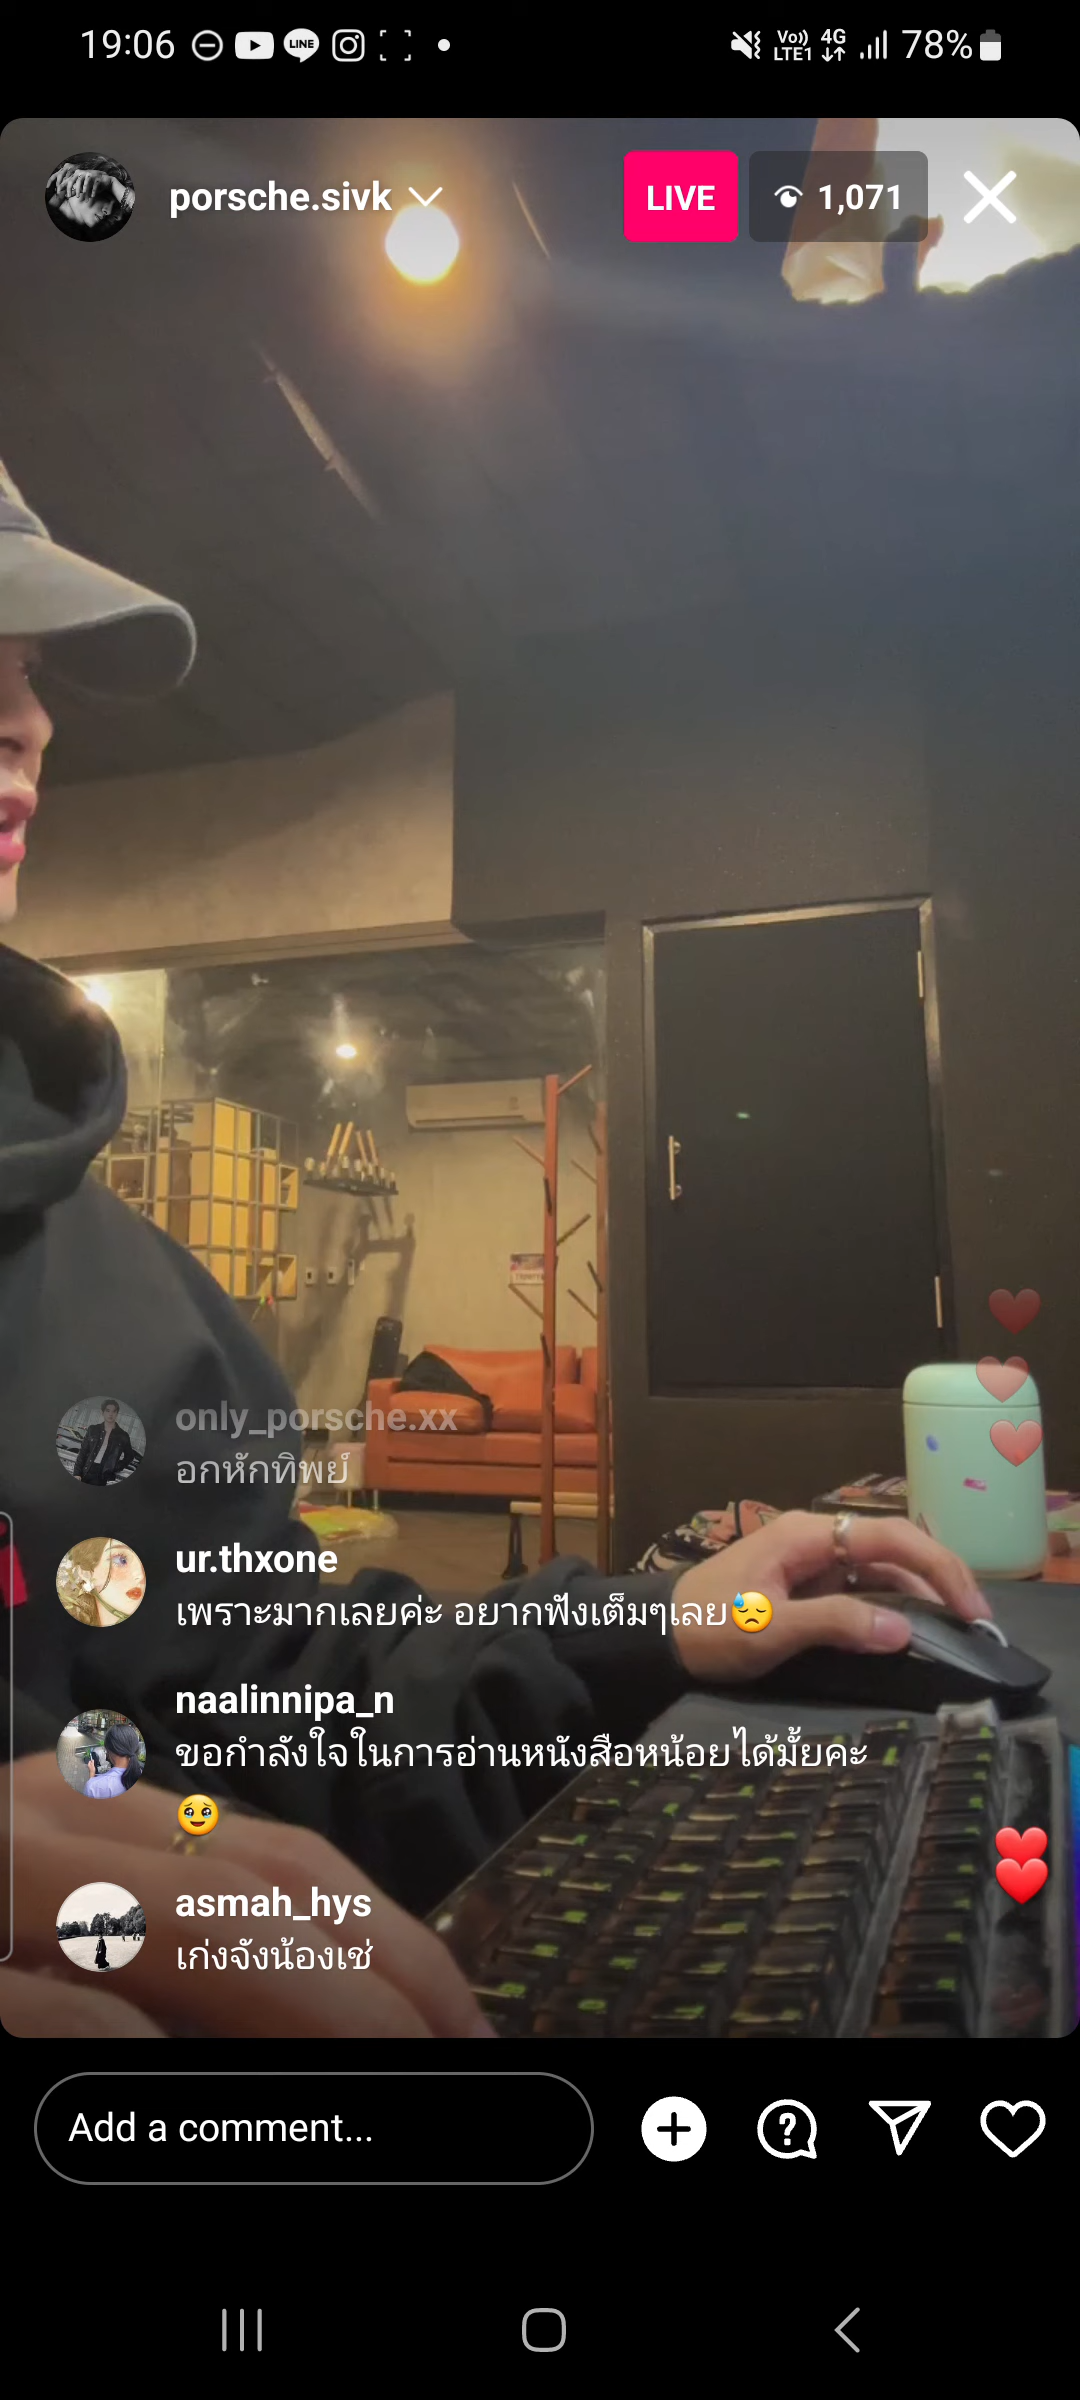 19:06
LINE
Vo))
LTE1
4G
78%
porsche.sivk
LIVE
1,071
only_porsche.xx
อกหักทิพย์
ur.thxone
เพราะมากเลยค่ะ อยากฟังเต็มๆเลย😓
naalinnipa_n
ขอกำลังใจในการอ่านหนังสือหน่อยได้มั้ยคะ
🥹
asmah_hys
เก่งจังน้องเช่
Add a comment...